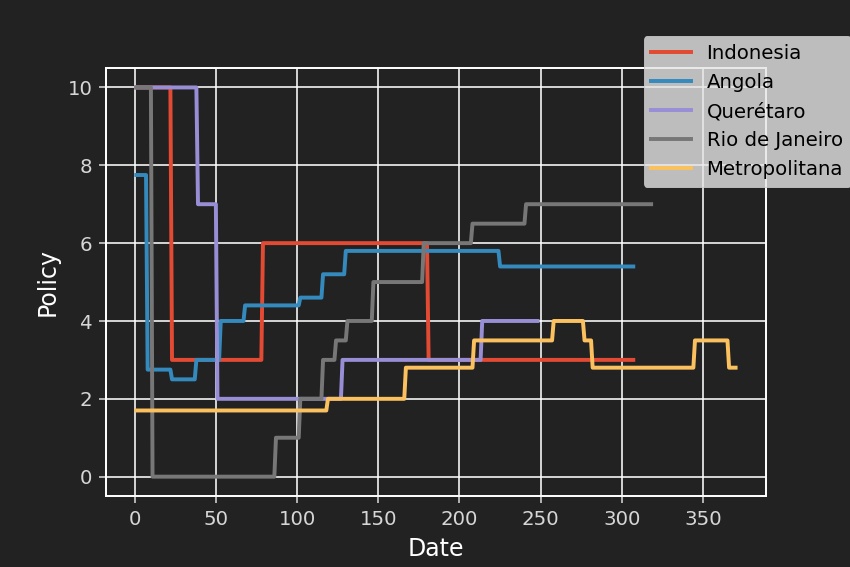 Indonesia
Angola
Querétaro
Rio de Janeiro
Metropolitana
10
8
6
4
2
0
Policy
0 50 100 150 200 250 300 350
Date